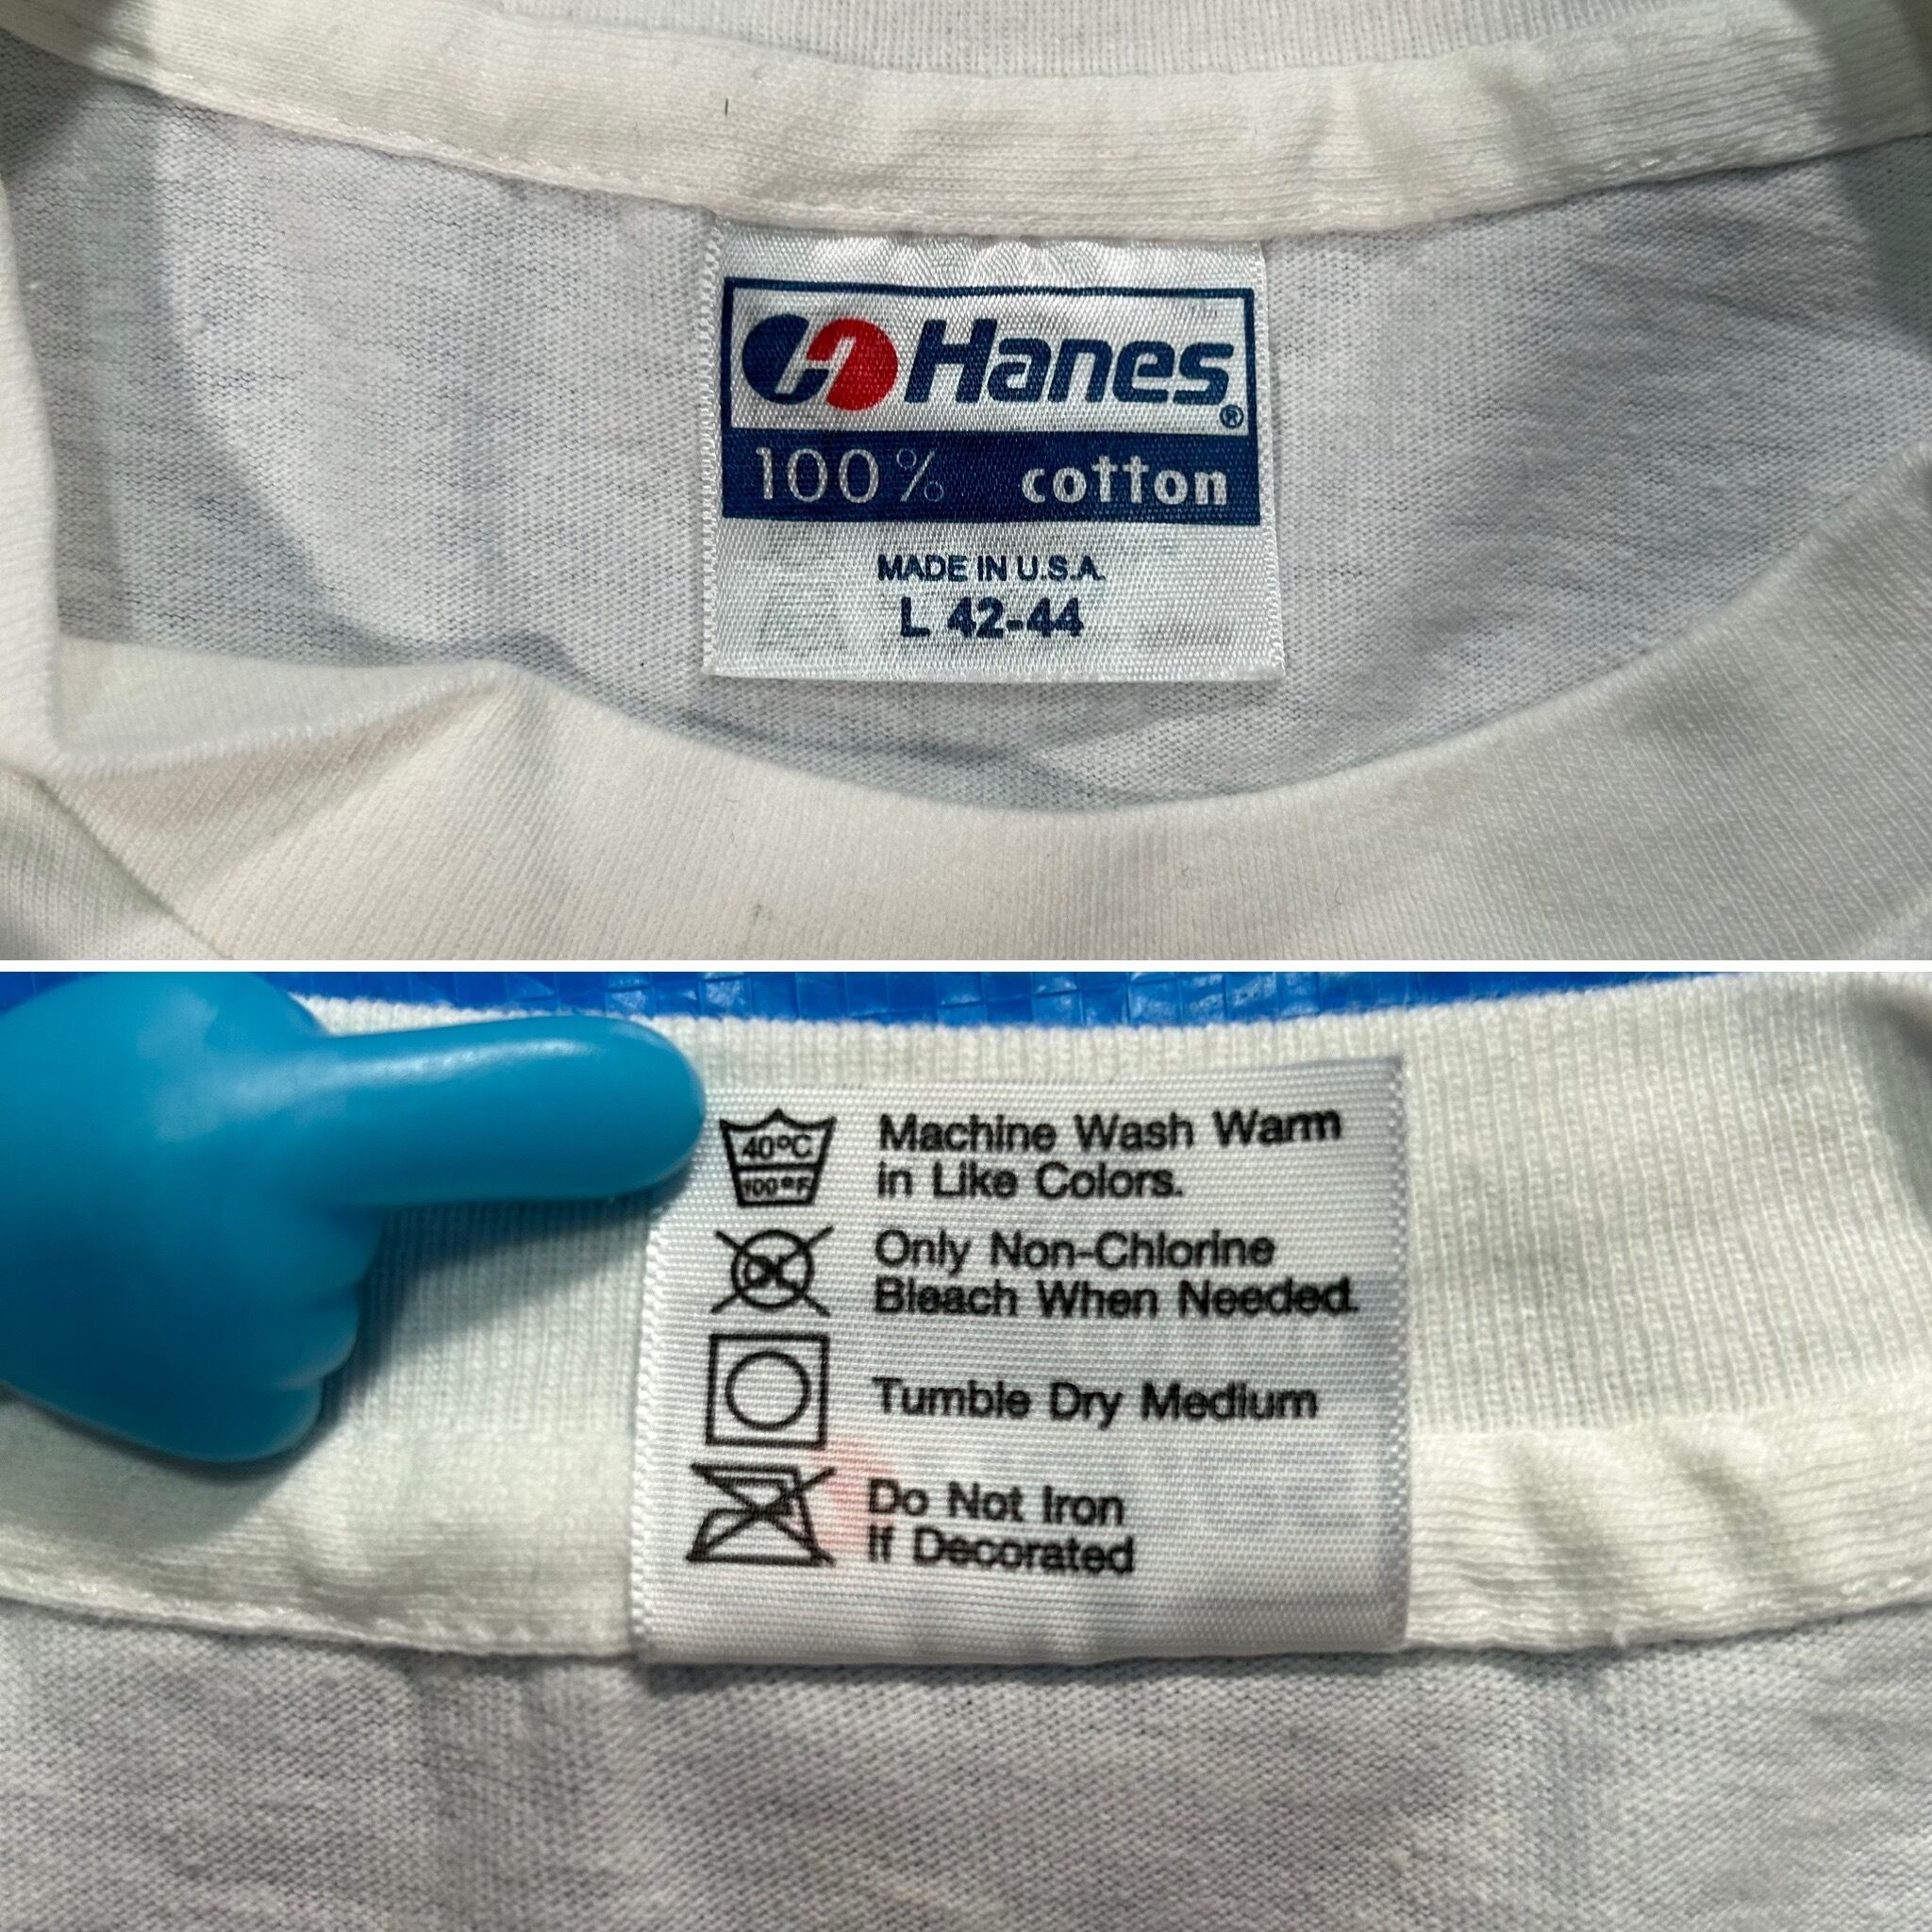 Hanes®
100% cotton
MADE IN U.S.A.
L 42-44
40°C
100°F
Machine Wash Warm
in Like Colors.
Only Non-Chlorine
Bleach When Needed.
Tumble Dry Medium
Do Not Iron
If Decorated